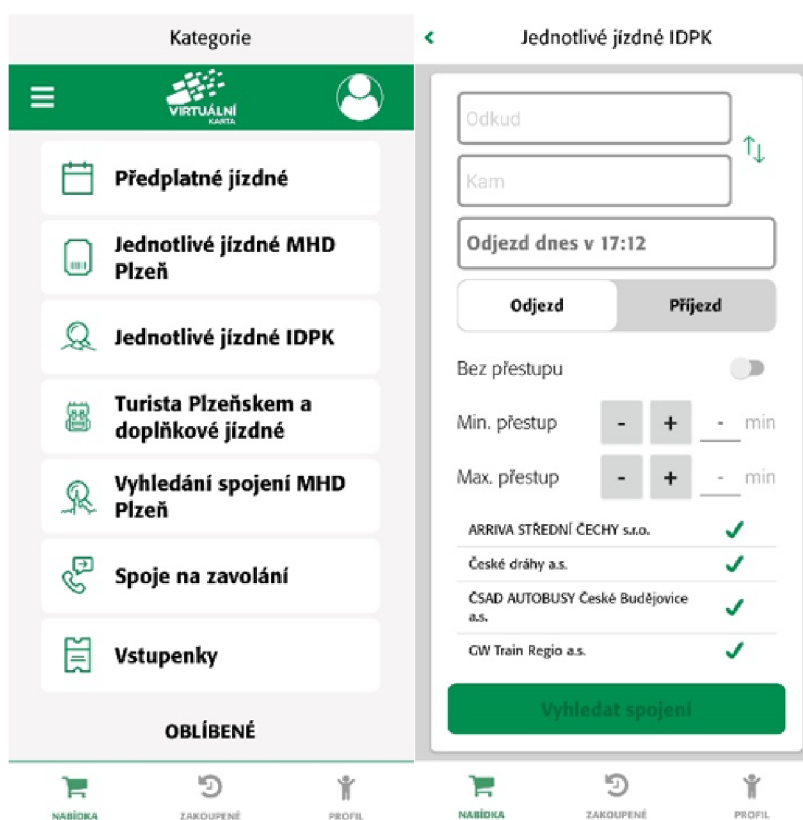 Kategorie
VIRTUÁLNÍ
KARTA
Předplatné jízdné
Jednotlivé jízdné MHD
Plzeň
Jednotlivé jízdné IDPK
Turista Plzeňskem a
doplňkové jízdné
Vyhledání spojení MHD
Plzeň
Spoje na zavolání
Vstupenky
OBLÍBENÉ
NABÍDKA ZAKOUPENÉ PROFIL
Jednotlivé jízdné IDPK
Odkud
Kam
Odjezd dnes v 17:12
Odjezd Příjezd
Bez přestupu
Min. přestup - + - min
Max. přestup - + - min
ARRIVA STŘEDNÍ ČECHY s.r.o.
České dráhy a.s.
ČSAD AUTOBUSY České Budějovice
a.s.
GW Train Regio a.s.
Vyhledat spojení
NABÍDKA ZAKOUPENÉ PROFIL